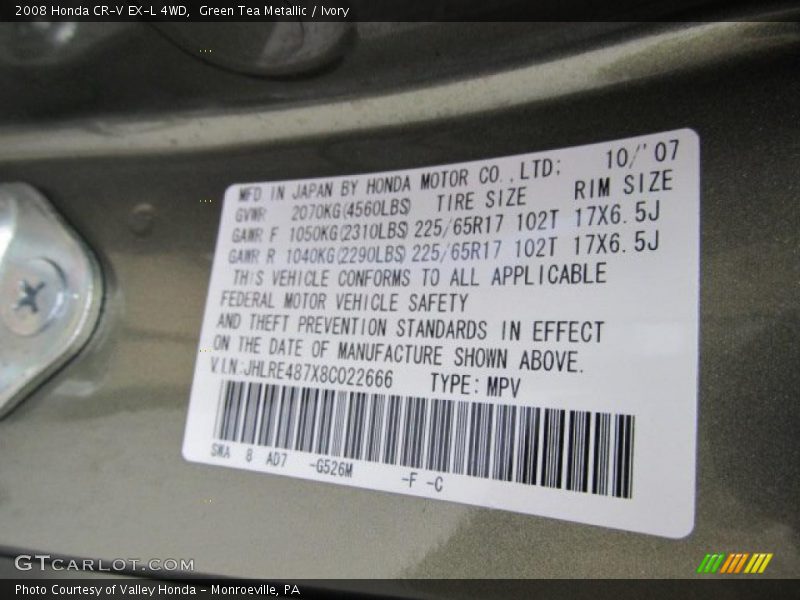 2008 Honda CR-V EX-L 4WD,  Green Tea Metallic / Ivory
MFD IN JAPAN BY HONDA MOTOR CO.,LTD; 10/'07
GVWR 2070KG(4560LBS) TIRE SIZE RIM SIZE
GAWR F 1050KG(2310LBS) 225/65R17 102T 17X6.5J
GAWR R 1040KG(2290LBS) 225/65R17 102T 17X6.5J
THIS VEHICLE CONFORMS TO ALL APPLICABLE
FEDERAL MOTOR VEHICLE SAFETY
AND THEFT PREVENTION STANDARDS IN EFFECT
ON THE DATE OF MANUFACTURE SHOWN ABOVE.
V.I.N:JHLRE487X8C022666 TYPE:MPV
SWA 8 AD7 -G526M -F -C
GTCARLOT.COM
Photo Courtesy of Valley Honda - Monroeville, PA